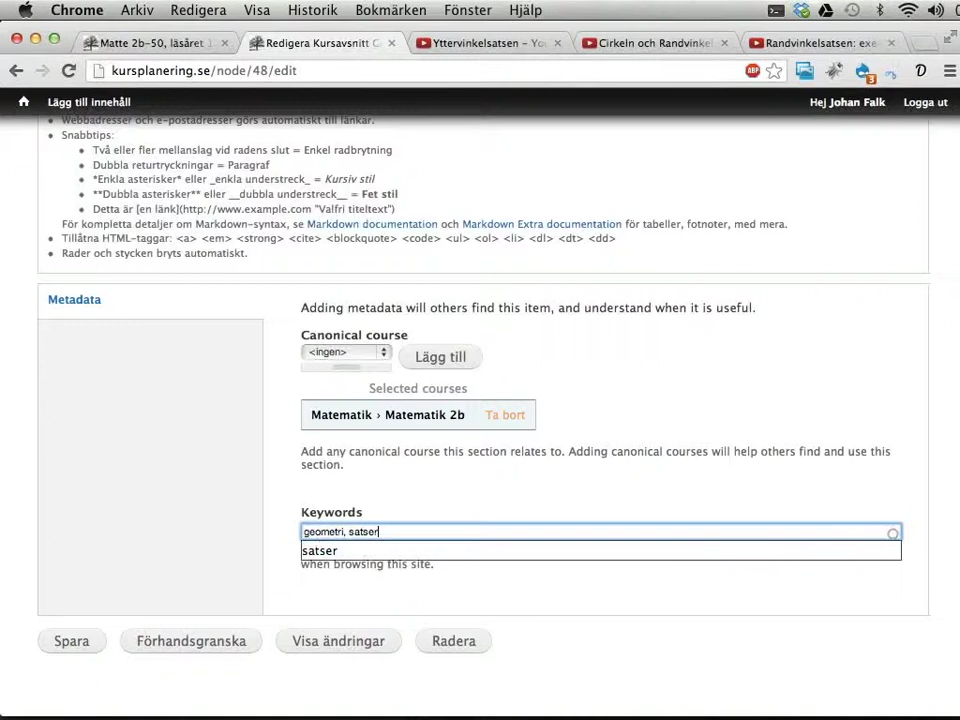 Chrome Arkiv Redigera Visa Historik Bokmärken Fönster Hjälp
Matte 2b-50, läsåret 1 Redigera Kursavsnitt Yttervinkelsatsen - You Cirkeln och Randvinkel Randvinkelsatsen: exe
kursplanering.se/node/48/edit ABP 3
Lägg till innehåll Hej Johan Falk Logga ut
Webbadresser och e-postadresser görs automatiskt till länkar.
Snabbtips:
Två eller fler mellanslag vid radens slut = Enkel radbrytning
Dubbla returtryckningar = Paragraf
*Enkla asterisker* eller _enkla understreck_ = Kursiv stil
**Dubbla asterisker** eller __dubbla understreck__ = Fet stil
Detta är [en länk](http://www.example.com "Valfri titeltext")
För kompletta detaljer om Markdown-syntax, se Markdown documentation och Markdown Extra documentation för tabeller, fotnoter, med mera.
Tillåtna HTML-taggar: <a> <em> <strong> <cite> <blockquote> <code> <ul> <ol> <li> <dl> <dt> <dd>
Rader och stycken bryts automatiskt.
Metadata
Adding metadata will others find this item, and understand when it is useful.
Canonical course
<ingen> Lägg till
Selected courses
Matematik › Matematik 2b Ta bort
Add any canonical course this section relates to. Adding canonical courses will help others find and use this
section.
Keywords
geometri, satser
satser
when browsing this site.
Spara Förhandsgranska Visa ändringar Radera